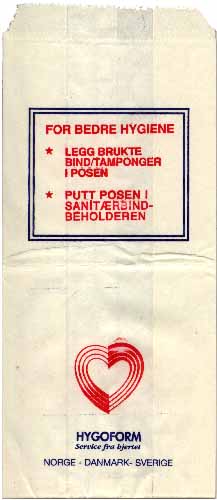 FOR BEDRE HYGIENE
★ LEGG BRUKTE
BIND/TAMPONGER
I POSEN
★ PUTT POSEN I
SANITÆRBIND-
BEHOLDEREN
HYGOFORM
Service fra hjertet
NORGE - DANMARK- SVERIGE